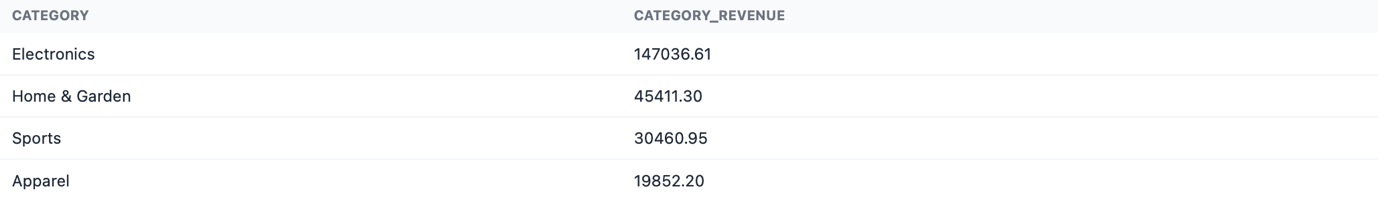 CATEGORY CATEGORY_REVENUE
Electronics 147036.61
Home & Garden 45411.30
Sports 30460.95
Apparel 19852.20